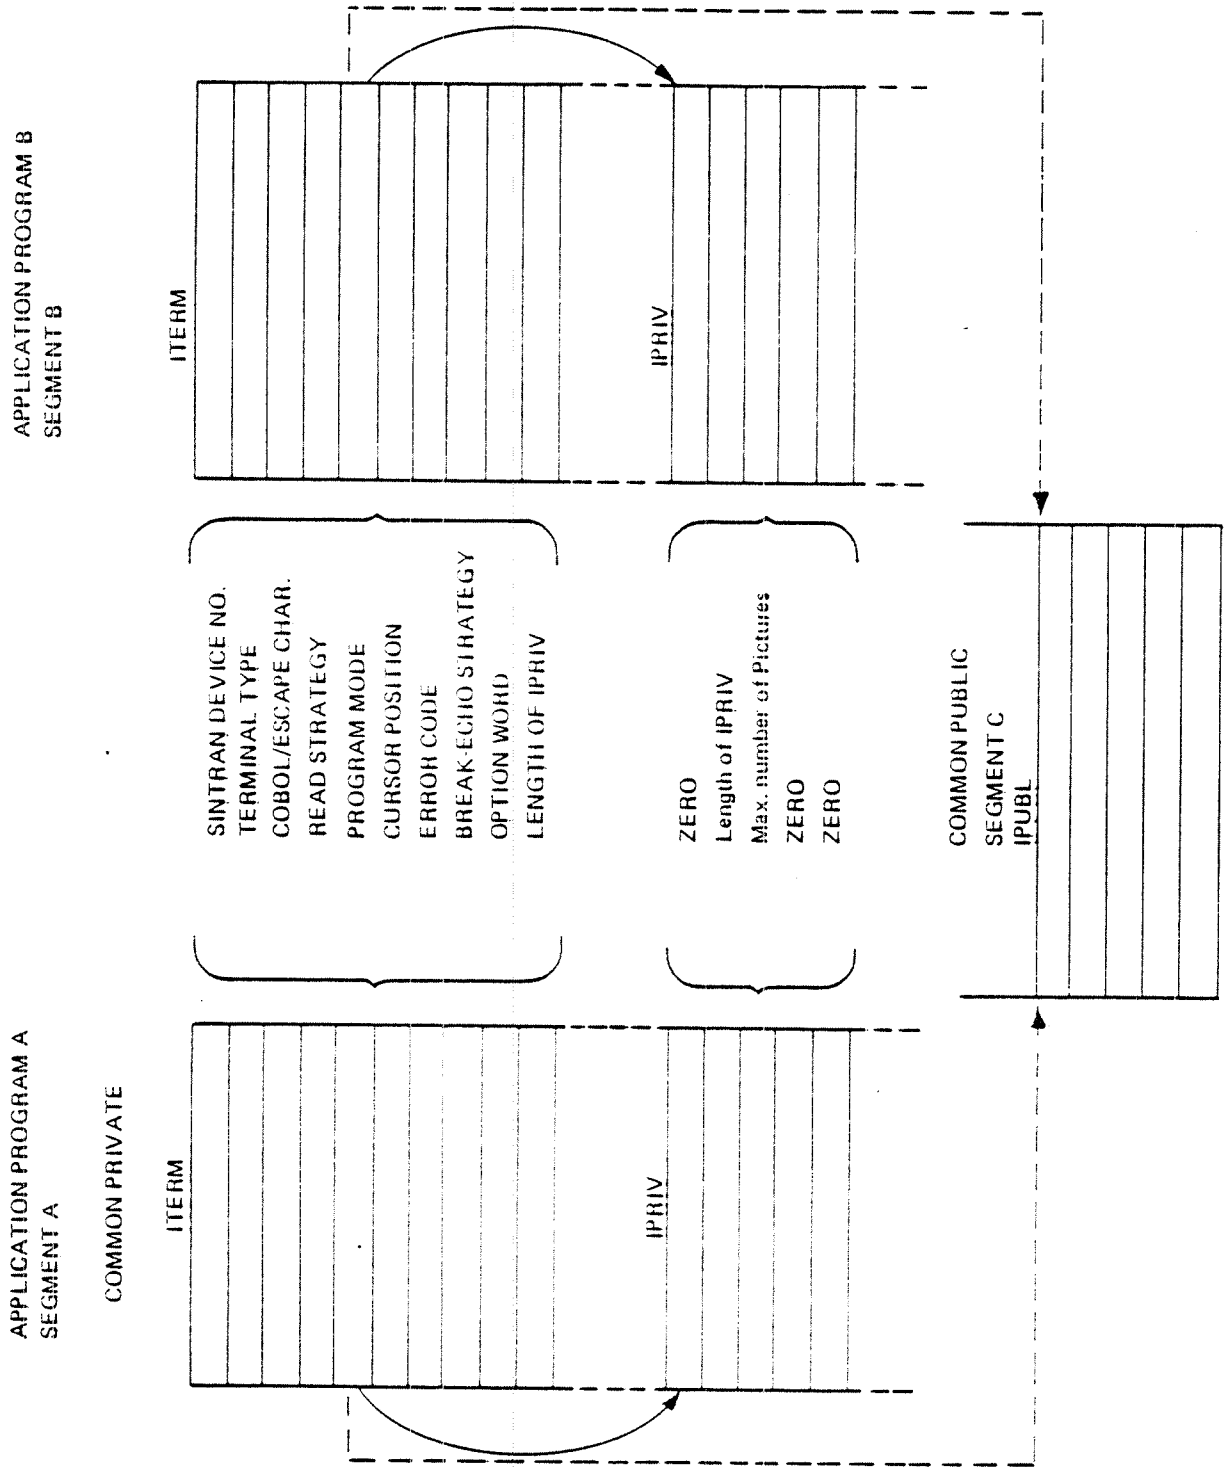 APPLICATION PROGRAM A
SEGMENT A
COMMON PRIVATE
ITERM
IPRIV
SINTRAN DEVICE NO.
TERMINAL TYPE
COBOL/ESCAPE CHAR.
READ STRATEGY
PROGRAM MODE
CURSOR POSITION
ERROR CODE
BREAK-ECHO STRATEGY
OPTION WORD
LENGTH OF IPRIV
ZERO
Length of IPRIV
Max. number of Pictures
ZERO
ZERO
COMMON PUBLIC
SEGMENT C
IPUBL
APPLICATION PROGRAM B
SEGMENT B
ITERM
IPRIV